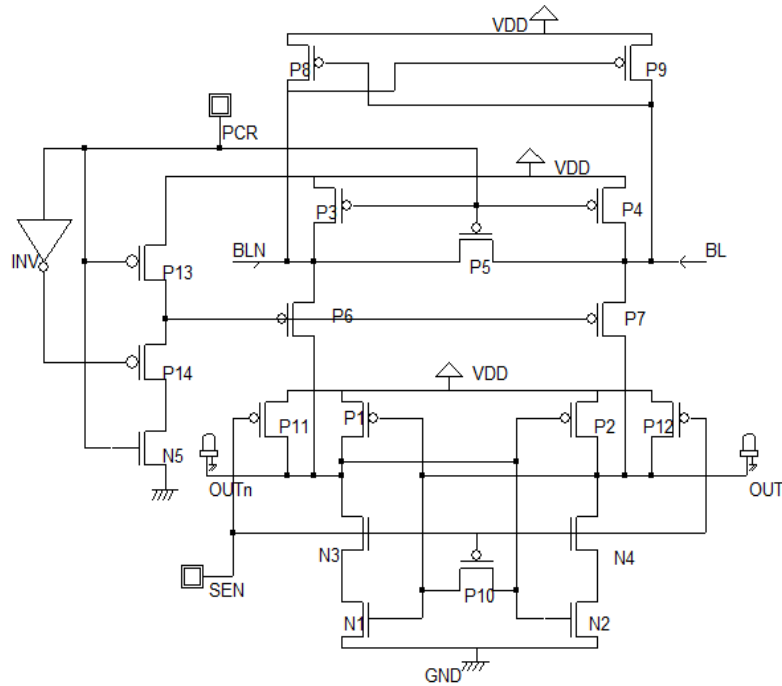 VDD
P8
P9
PCR
VDD
P3
P4
BLN
BL
INV
P13
P5
P6
P7
P14
VDD
P11
P1
P2
P12
N5
OUTn
OUT
N3
N4
SEN
P10
N1
N2
GND